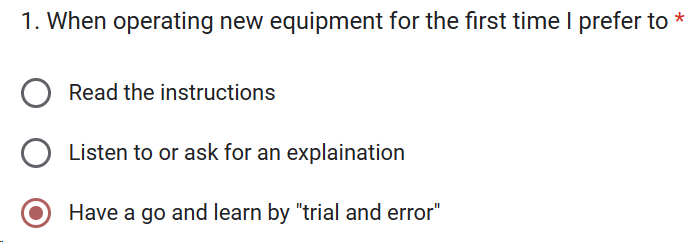 1. When operating new equipment for the first time I prefer to *
Read the instructions
Listen to or ask for an explaination
Have a go and learn by "trial and error"